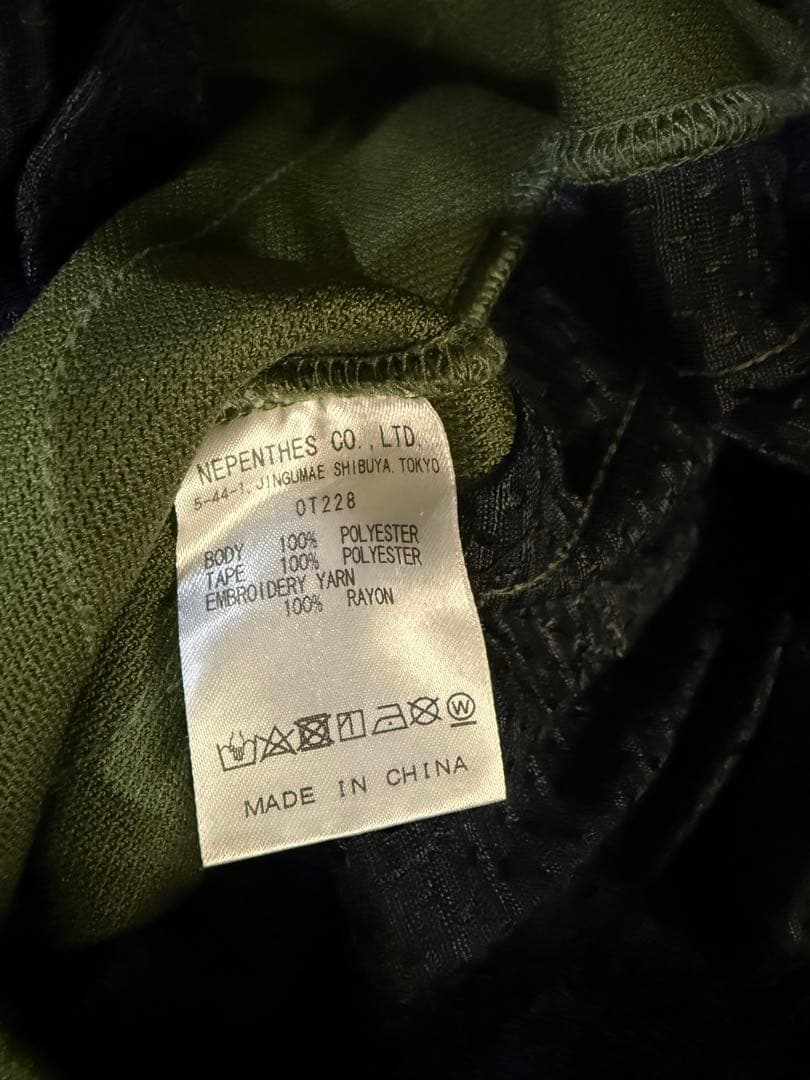 NEPENTHES CO.,LTD.
5-44-1, JINGUMAE SHIBUYA, TOKYO
OT228
BODY 100% POLYESTER
TAPE 100% POLYESTER
EMBROIDERY YARN
100% RAYON
W
MADE IN CHINA